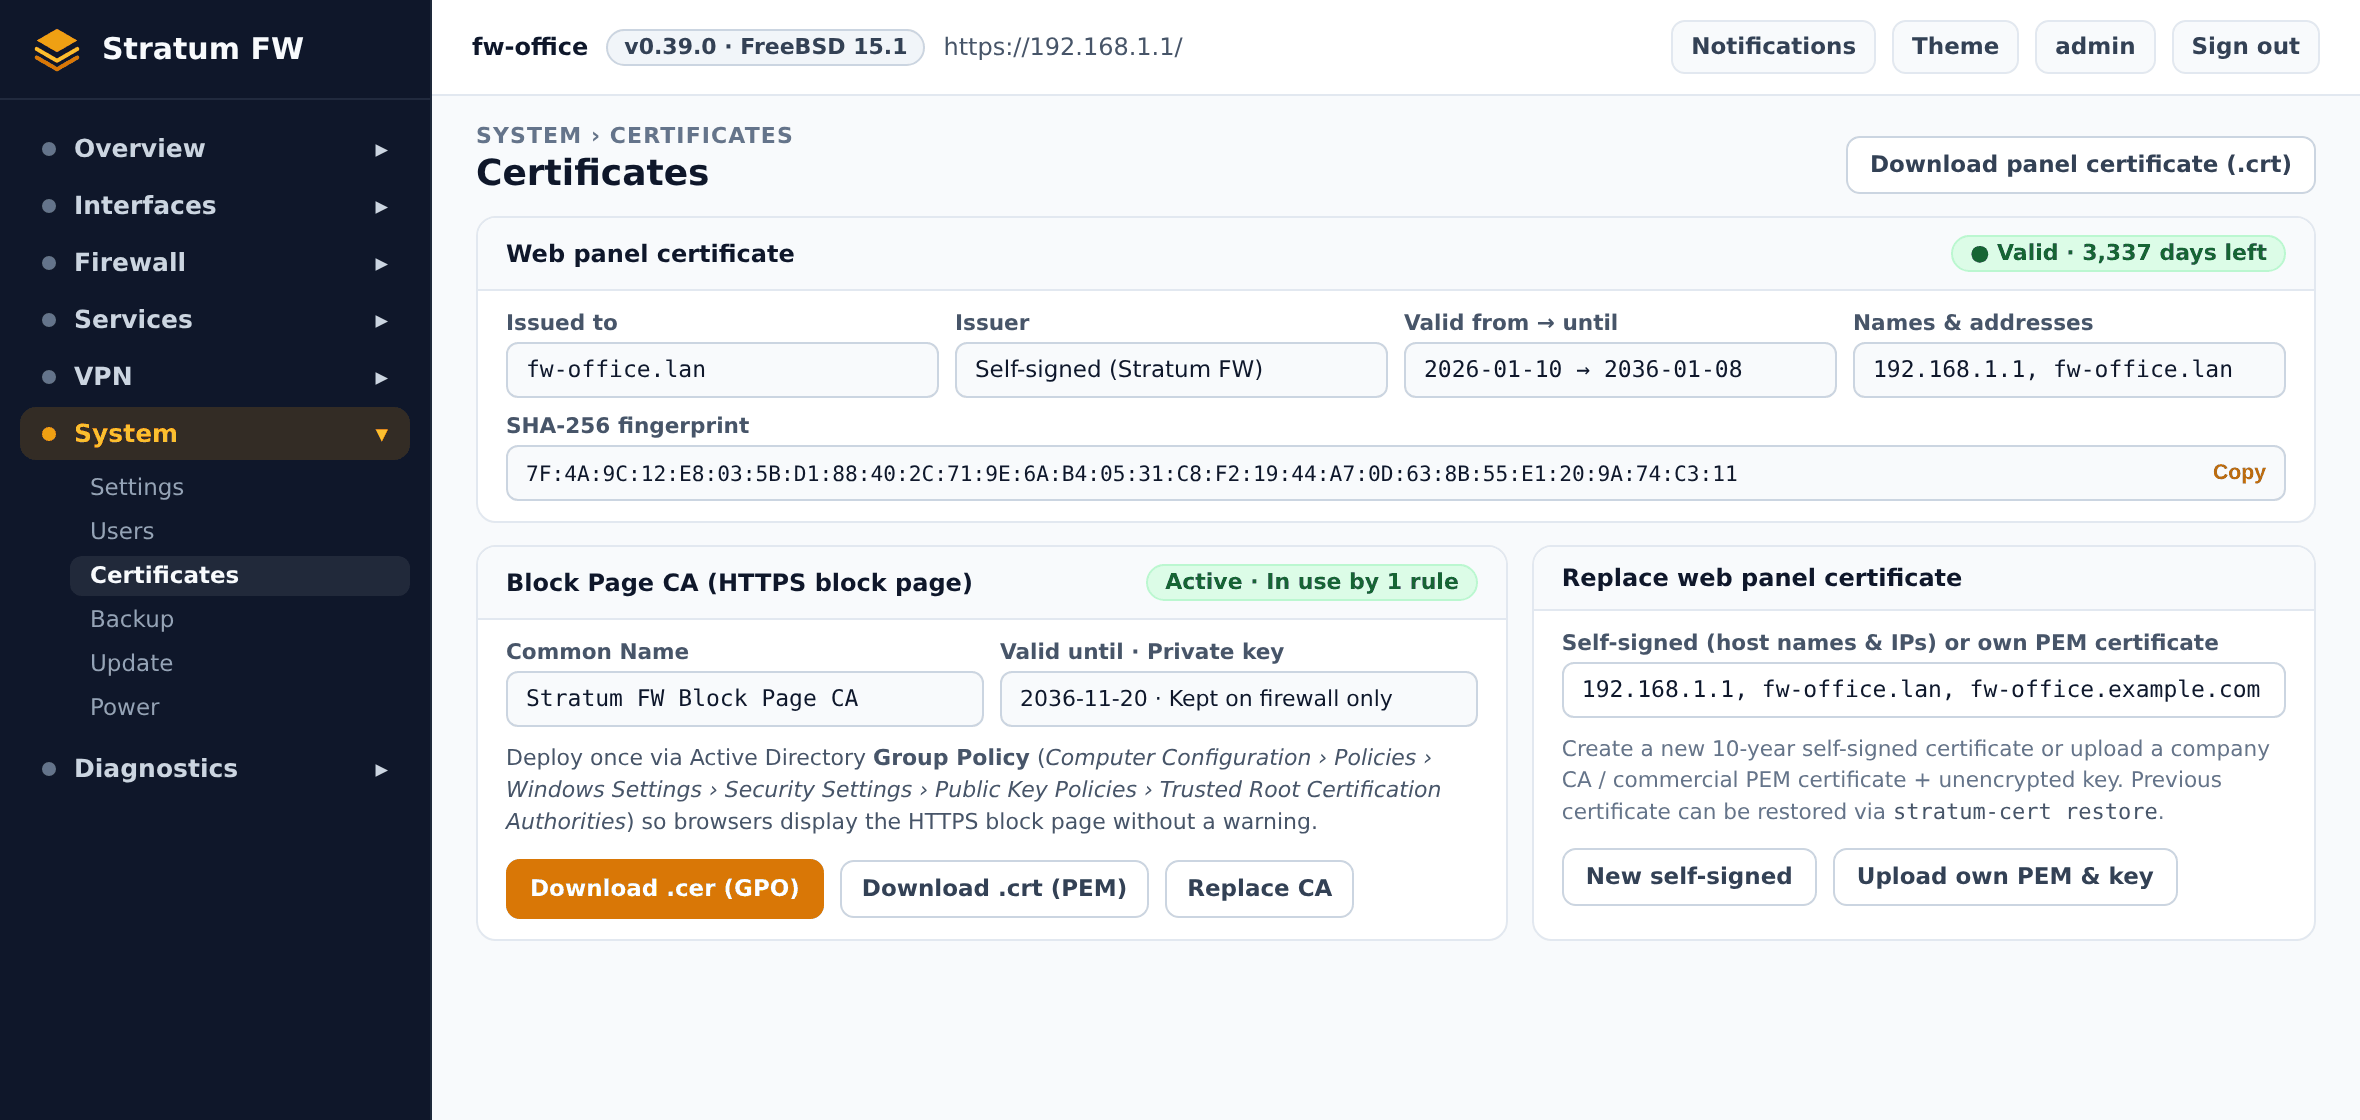 Stratum FW
fw-office
v0.39.0 · FreeBSD 15.1
https://192.168.1.1/
Notifications
Theme
admin
Sign out
Overview
Interfaces
Firewall
Services
VPN
System
Settings
Users
Certificates
Backup
Update
Power
Diagnostics
SYSTEM › CERTIFICATES
Certificates
Download panel certificate (.crt)
Web panel certificate
● Valid · 3,337 days left
Issued to
fw-office.lan
Issuer
Self-signed (Stratum FW)
Valid from → until
2026-01-10 → 2036-01-08
Names & addresses
192.168.1.1, fw-office.lan
SHA-256 fingerprint
7F:4A:9C:12:E8:03:5B:D1:88:40:2C:71:9E:6A:B4:05:31:C8:F2:19:44:A7:0D:63:8B:55:E1:20:9A:74:C3:11
Copy
Block Page CA (HTTPS block page)
Active · In use by 1 rule
Common Name
Stratum FW Block Page CA
Valid until · Private key
2036-11-20 · Kept on firewall only
Deploy once via Active Directory Group Policy (Computer Configuration › Policies ›
Windows Settings › Security Settings › Public Key Policies › Trusted Root Certification
Authorities) so browsers display the HTTPS block page without a warning.
Download .cer (GPO)
Download .crt (PEM)
Replace CA
Replace web panel certificate
Self-signed (host names & IPs) or own PEM certificate
192.168.1.1, fw-office.lan, fw-office.example.com
Create a new 10-year self-signed certificate or upload a company
CA / commercial PEM certificate + unencrypted key. Previous
certificate can be restored via stratum-cert restore.
New self-signed
Upload own PEM & key